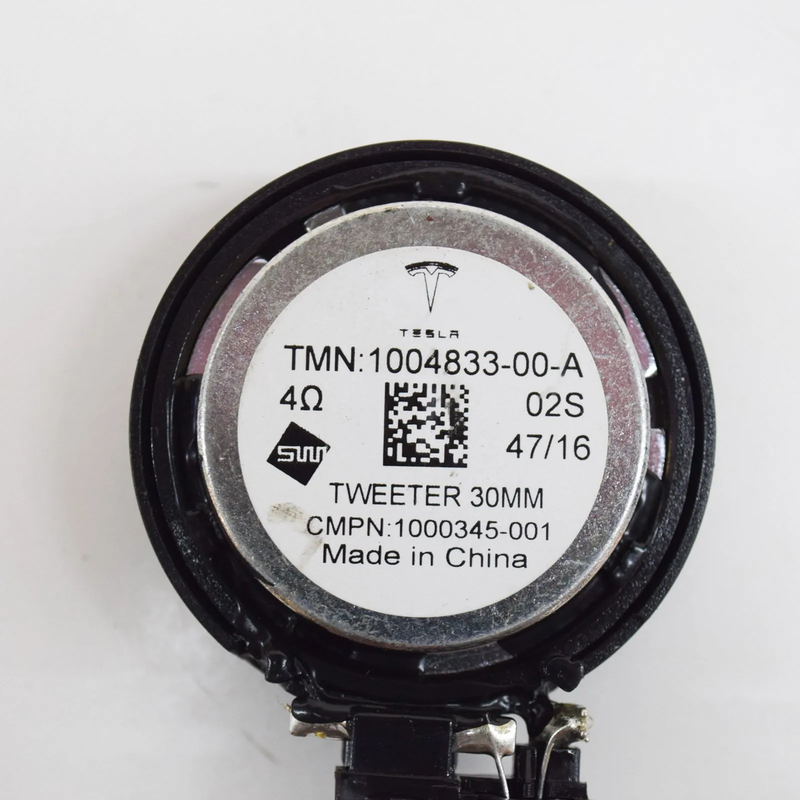 TESLA
TMN:1004833-00-A
4Ω 02S
SW 47/16
TWEETER 30MM
CMPN:1000345-001
Made in China